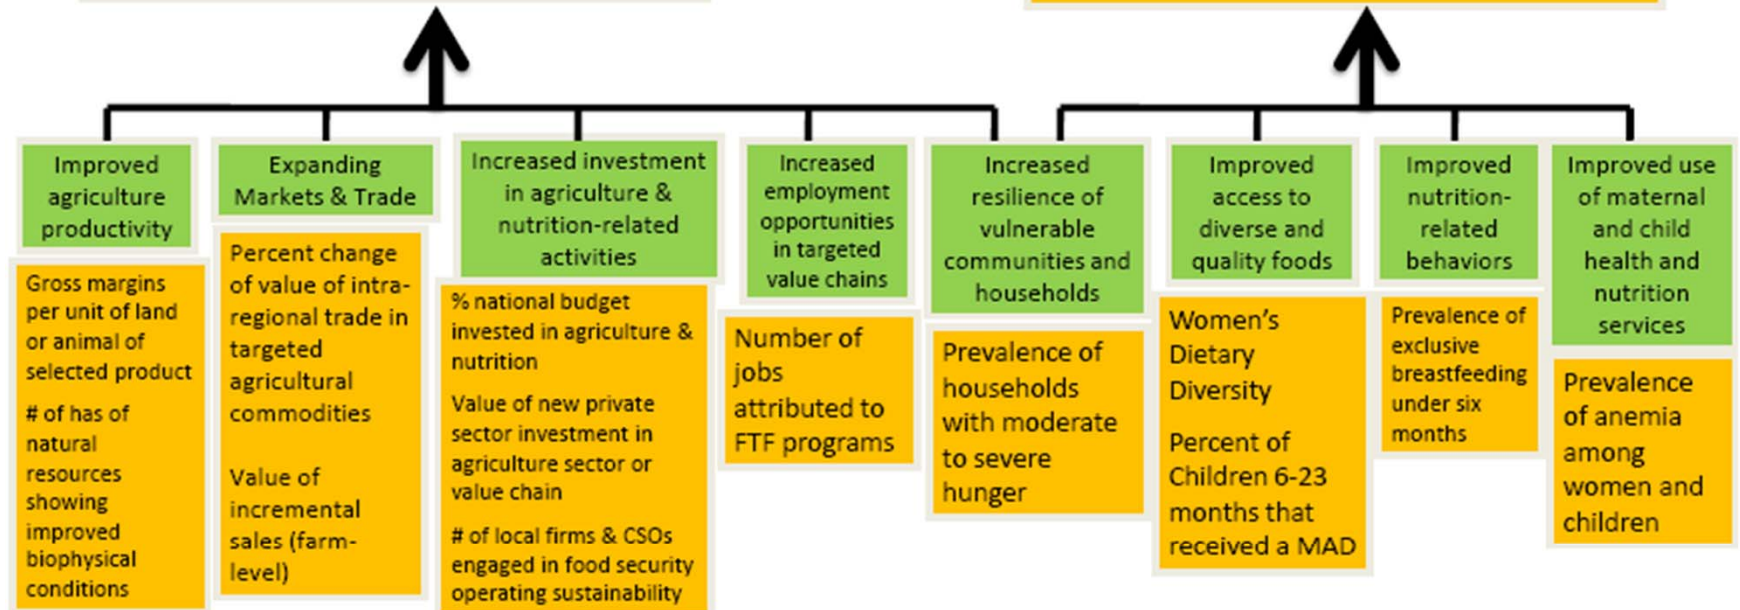 Improved
agriculture
productivity
Gross margins
per unit of land
or animal of
selected product
# of has of
natural
resources
showing
improved
biophysical
conditions
Expanding
Markets & Trade
Percent change
of value of intra-
regional trade in
targeted
agricultural
commodities
Value of
incremental
sales (farm-
level)
Increased investment
in agriculture &
nutrition-related
activities
% national budget
invested in agriculture &
nutrition
Value of new private
sector investment in
agriculture sector or
value chain
# of local firms & CSOs
engaged in food security
operating sustainability
Increased
employment
opportunities
in targeted
value chains
Number of
jobs
attributed to
FTF programs
Increased
resilience of
vulnerable
communities and
households
Prevalence of
households
with moderate
to severe
hunger
Improved
access to
diverse and
quality foods
Women's
Dietary
Diversity
Percent of
Children 6-23
months that
received a MAD
Improved
nutrition-
related
behaviors
Prevalence of
exclusive
breastfeeding
under six
months
Improved use
of maternal
and child
health and
nutrition
services
Prevalence
of anemia
among
women and
children